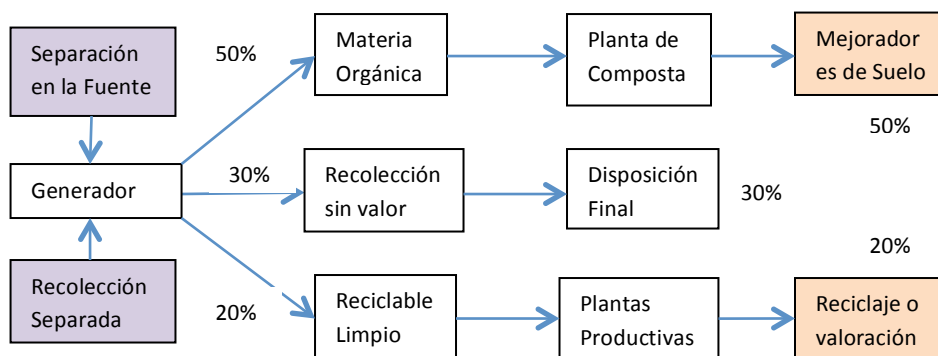 Separación
en la Fuente
50%
Materia
Orgánica
Planta de
Composta
Mejorador
es de Suelo
50%
Generador
30%
Recolección
sin valor
Disposición
Final
30%
20%
Recolección
Separada
20%
Reciclable
Limpio
Plantas
Productivas
Reciclaje o
valoración